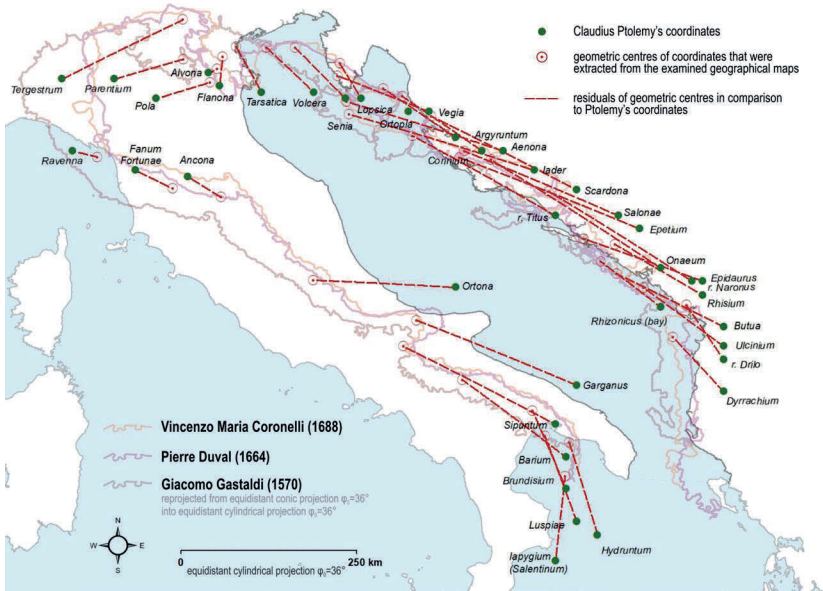 Claudius Ptolemy's coordinates
geometric centres of coordinates that were
extracted from the examined geographical maps
residuals of geometric centres in comparison
to Ptolemy's coordinates
Tergestrum
Parentium
Alvona
Pola
Flanona
Tarsatica
Volcera
Lopsica
Senia
Ortopla
Vegia
Argyruntum
Aenona
Corinium
Iader
Scardona
r. Titus
Salonae
Epetium
Ravenna
Fanum
Fortunae
Ancona
Onaeum
Epidaurus
r. Naronus
Rhisium
Ortona
Rhizonicus (bay)
Butua
Ulcinium
r. Drilo
Garganus
Dyrrachium
Sipuntum
Barium
Brundisium
Luspiae
Hydruntum
Iapygium
(Salentinum)
Vincenzo Maria Coronelli (1688)
Pierre Duval (1664)
Giacomo Gastaldi (1570)
reprojected from equidistant conic projection φ₀=36°
into equidistant cylindrical projection φ₀=36°
N
W E
S
0 250 km
equidistant cylindrical projection φ₀=36°